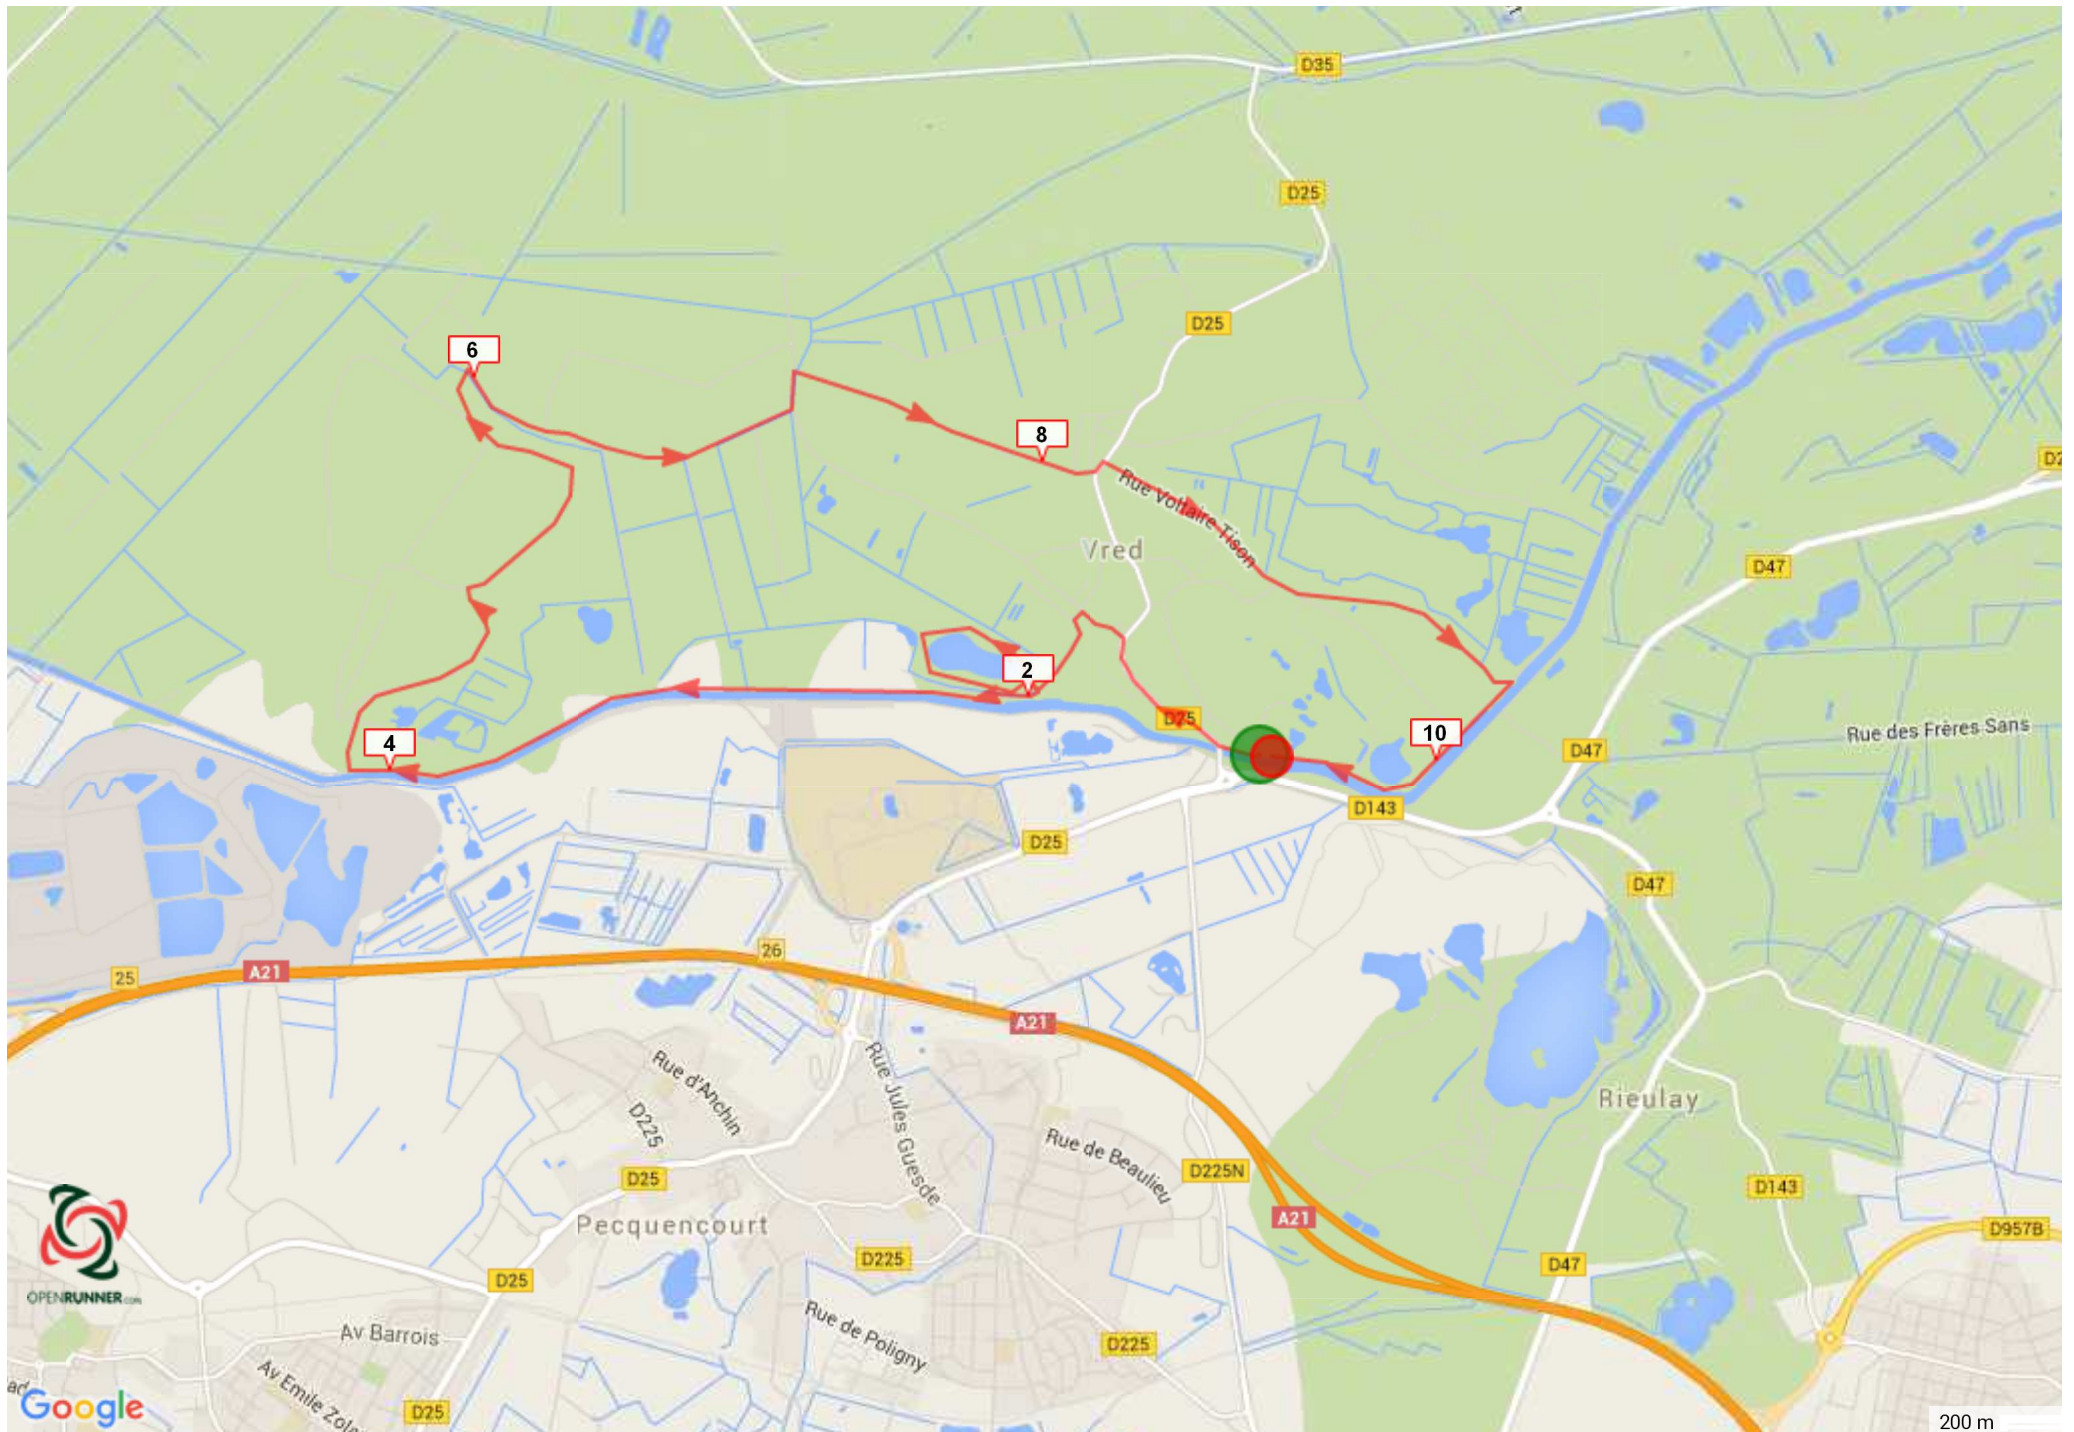 D35
D25
D25
6
8
D2
Rue Voltaire Tison
Vred
D47
2
D25
4
10
D47
Rue des Frères Sans
D143
D25
D47
26
25
A21
A21
Rue d'Anchin
Rue Jules Guesde
D225
Rieulay
Rue de Beaulieu
D25
D225N
D143
A21
Pecquencourt
D957B
D225
D47
D25
OPENRUNNER.com
Rue de Poligny
Av Barrois
D225
Av Emile Zola
ad
Google
D25
200 m